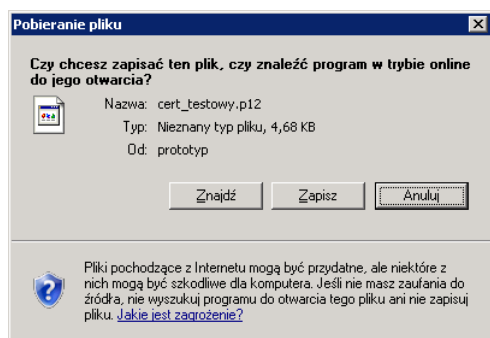 Pobieranie pliku
Czy chcesz zapisać ten plik, czy znaleźć program w trybie online
do jego otwarcia?
Nazwa: cert_testowy.p12
Typ: Nieznany typ pliku, 4,68 KB
Od: prototyp
Znajdź Zapisz Anuluj
Pliki pochodzące z Internetu mogą być przydatne, ale niektóre z
nich mogą być szkodliwe dla komputera. Jeśli nie masz zaufania do
źródła, nie wyszukuj programu do otwarcia tego pliku ani nie zapisuj
pliku. Jakie jest zagrożenie?